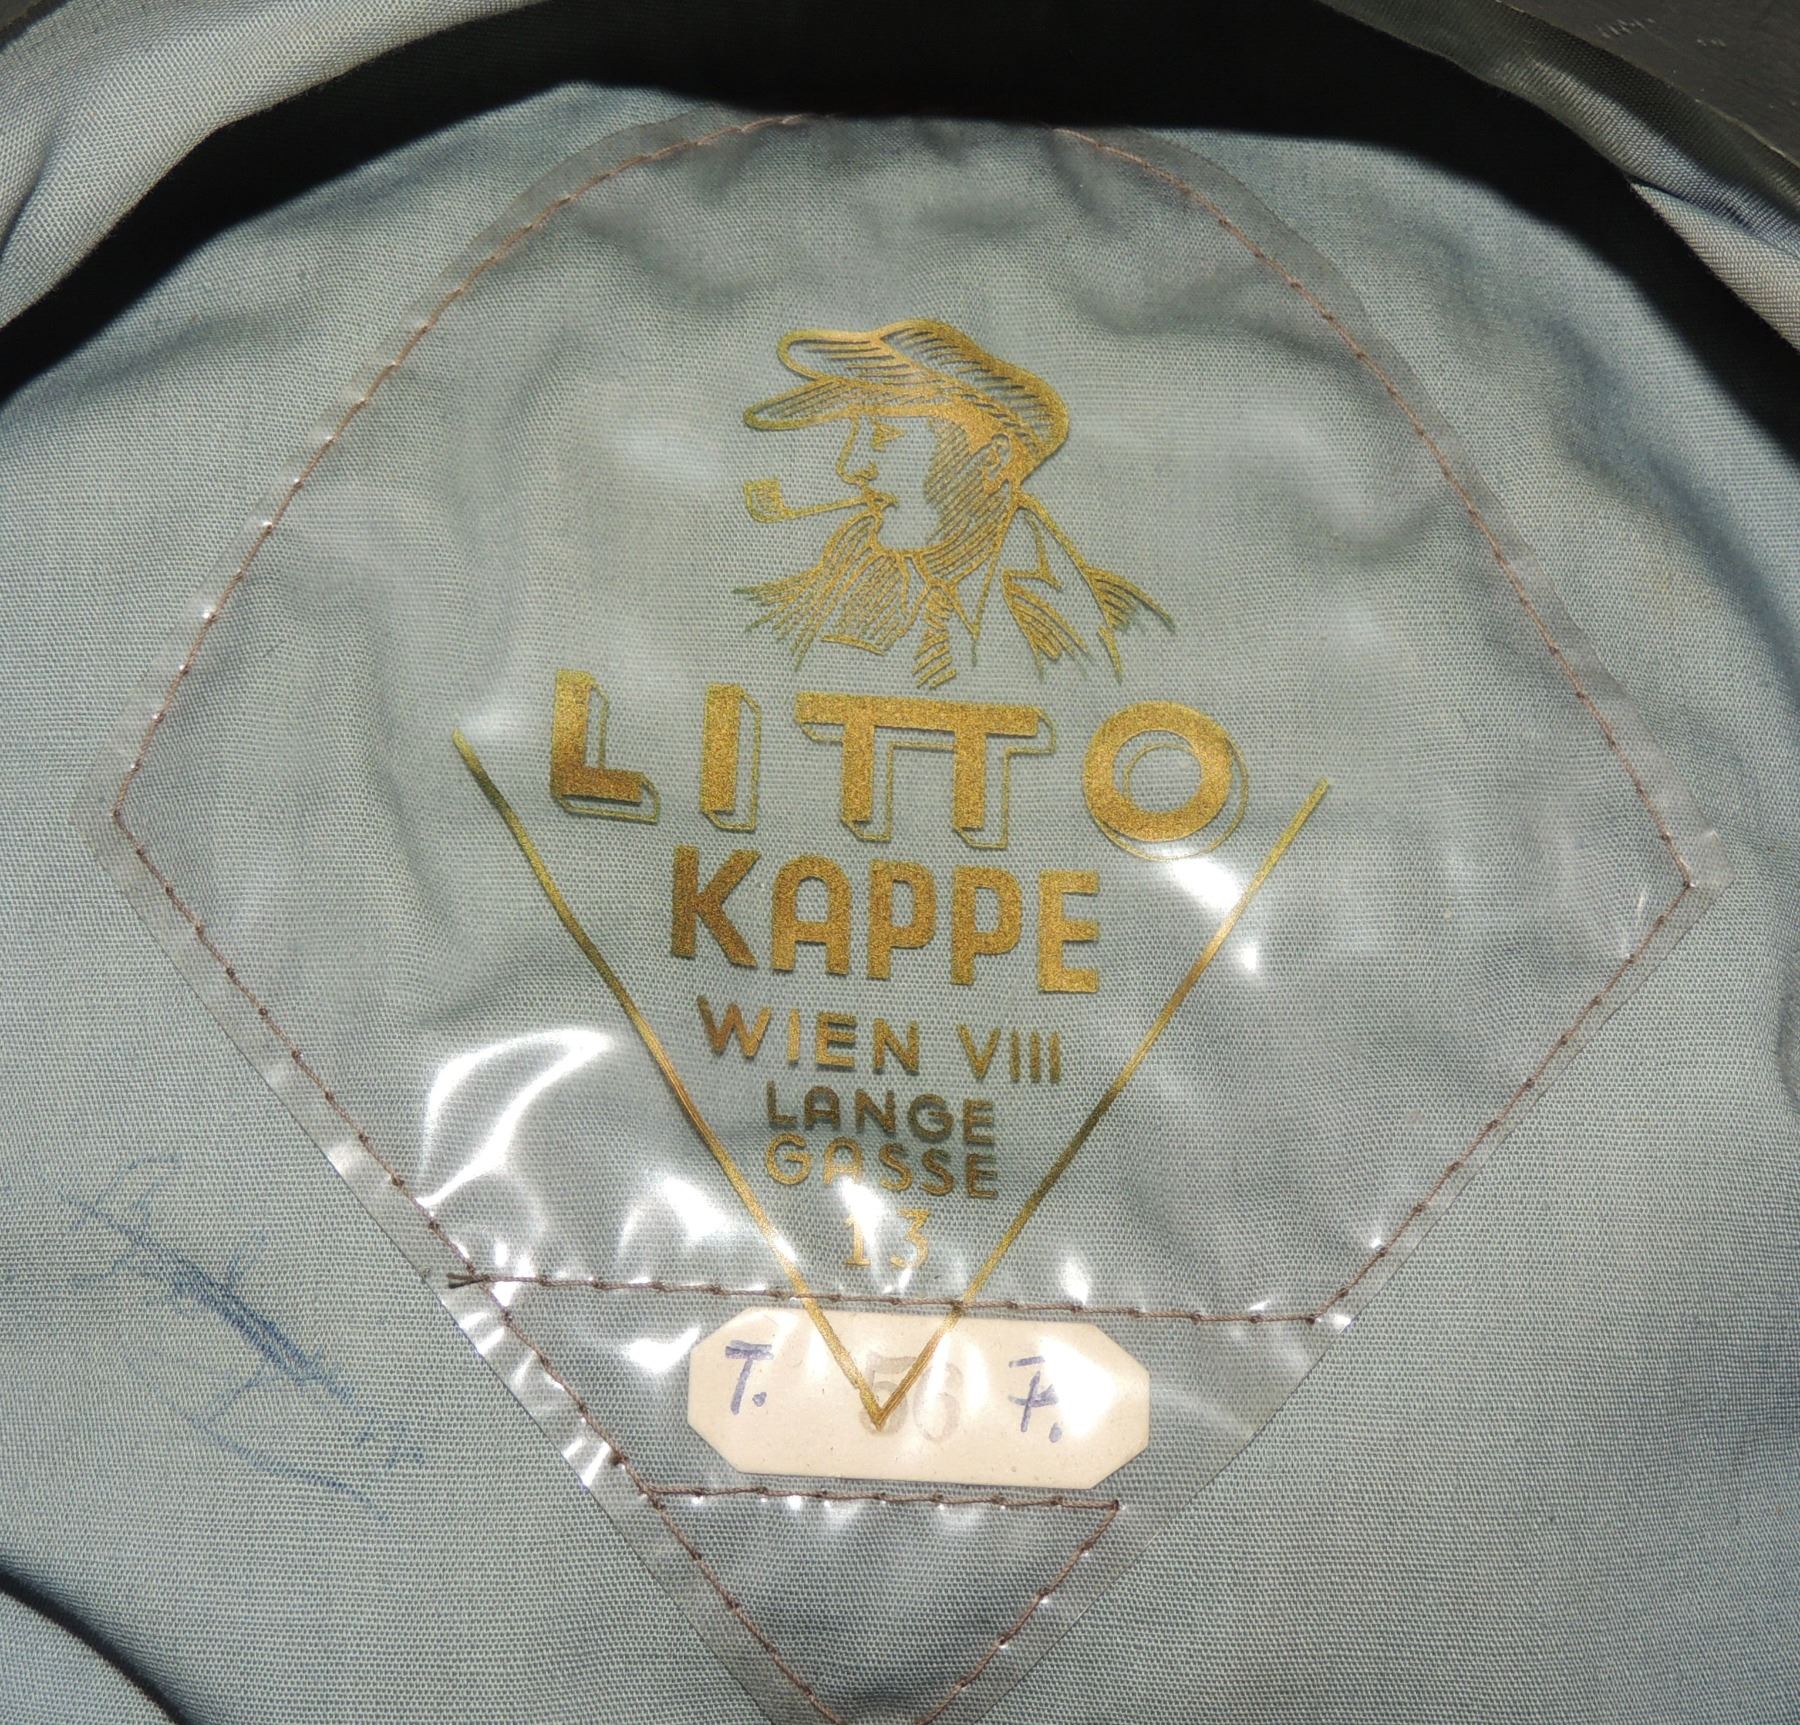 LITTO
KAPPE
WIEN VIII
LANGE
GASSE
13
T. 56 F.